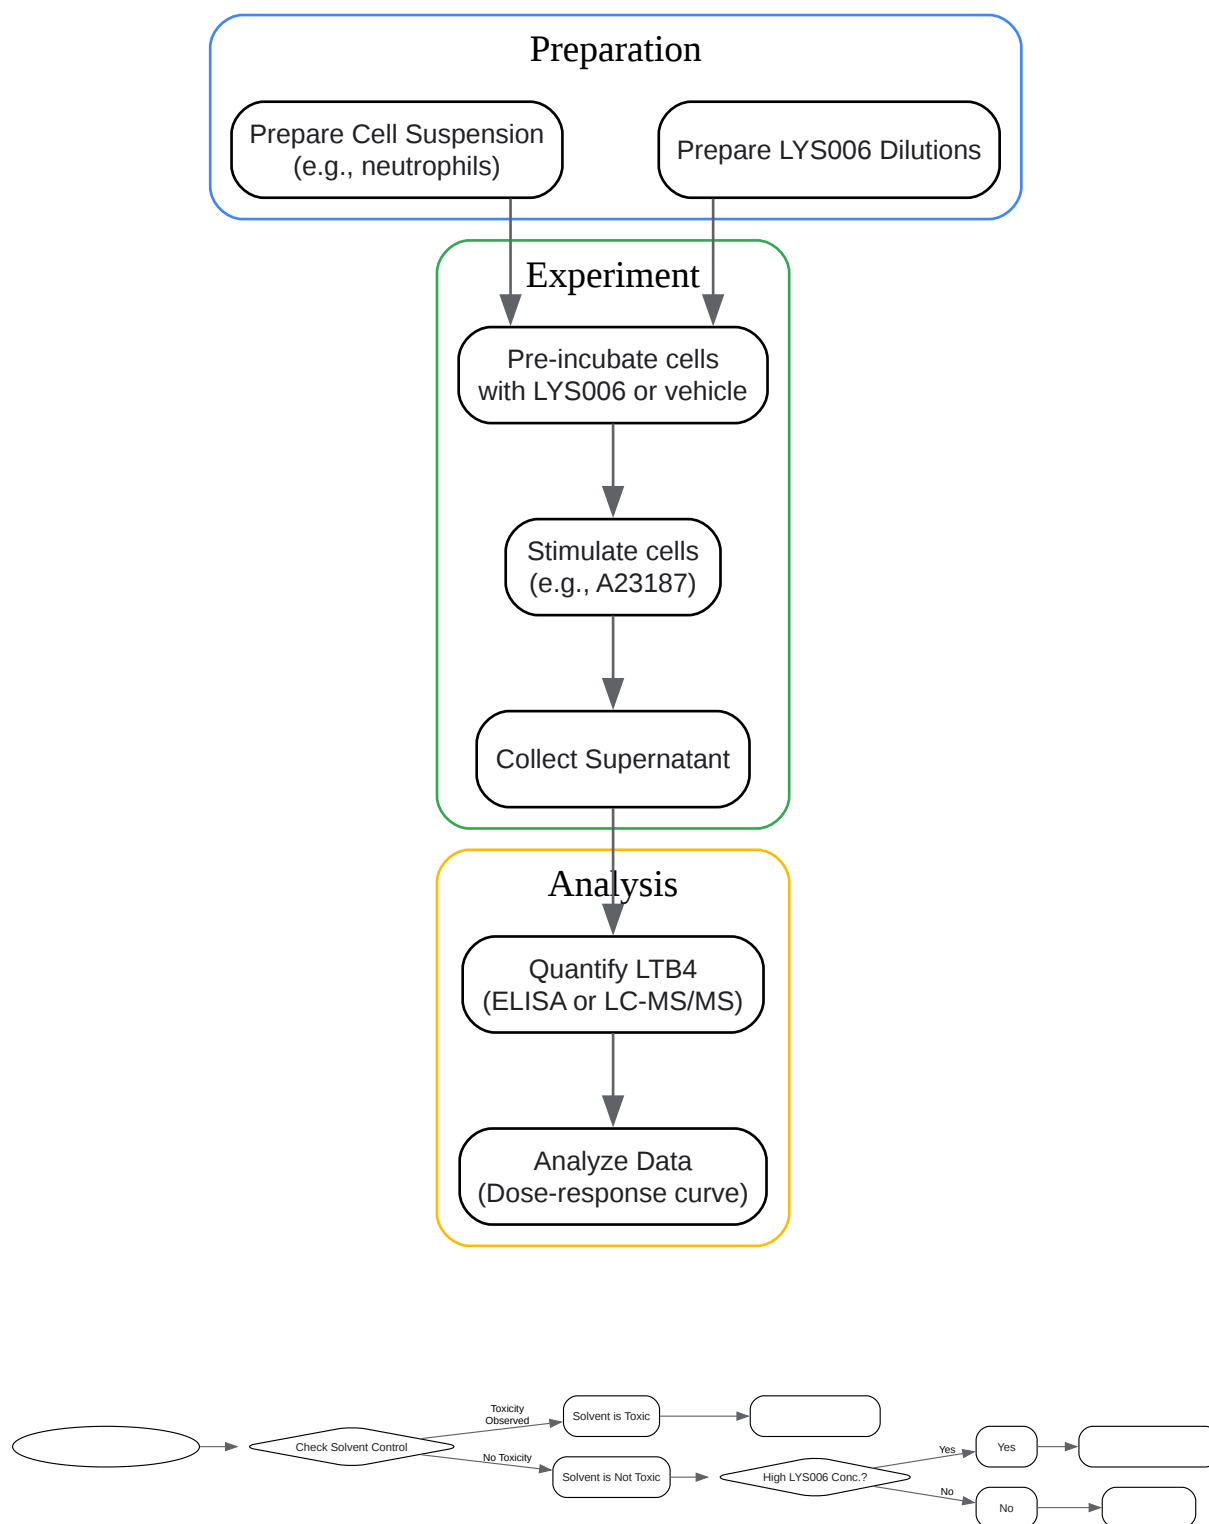 Preparation
Prepare Cell Suspension
(e.g., neutrophils)
Prepare LYS006 Dilutions
Experiment
Pre-incubate cells
with LYS006 or vehicle
Stimulate cells
(e.g., A23187)
Collect Supernatant
Analysis
Quantify LTB4
(ELISA or LC-MS/MS)
Analyze Data
(Dose-response curve)
Check Solvent Control
Toxicity
Observed
Solvent is Toxic
No Toxicity
Solvent is Not Toxic
High LYS006 Conc.?
Yes
Yes
No
No